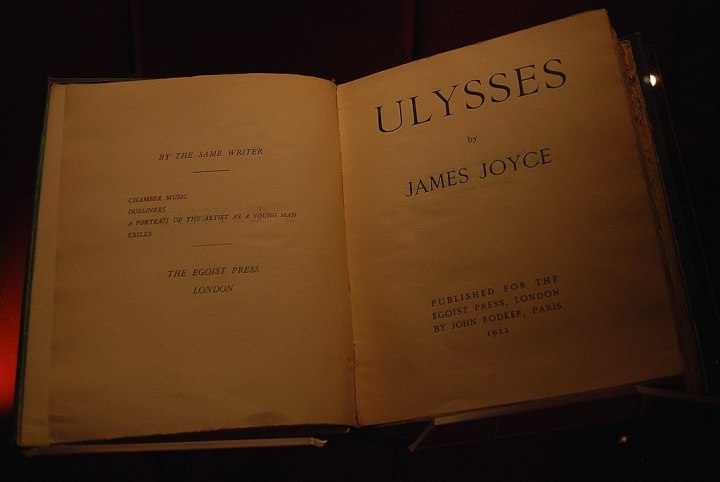 BY THE SAME WRITER
CHAMBER MUSIC
DUBLINERS
A PORTRAIT OF THE ARTIST AS A YOUNG MAN
EXILES
THE EGOIST PRESS
LONDON
ULYSSES
by
JAMES JOYCE
PUBLISHED FOR THE
EGOIST PRESS, LONDON
BY JOHN RODKER, PARIS
1922